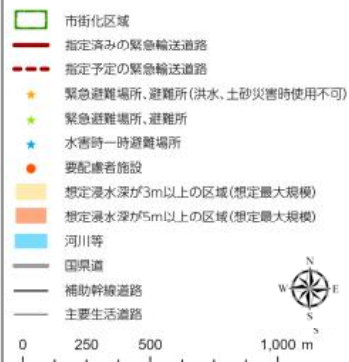 市街化区域
指定済みの緊急輸送道路
指定予定の緊急輸送道路
緊急避難場所、避難所(洪水、土砂災害時使用不可)
緊急避難場所、避難所
水害時一時避難場所
要配慮者施設
想定浸水深が3m以上の区域(想定最大規模)
想定浸水深が5m以上の区域(想定最大規模)
河川等
国県道
補助幹線道路
主要生活道路
N
W E
S
S
0 250 500 1,000 m